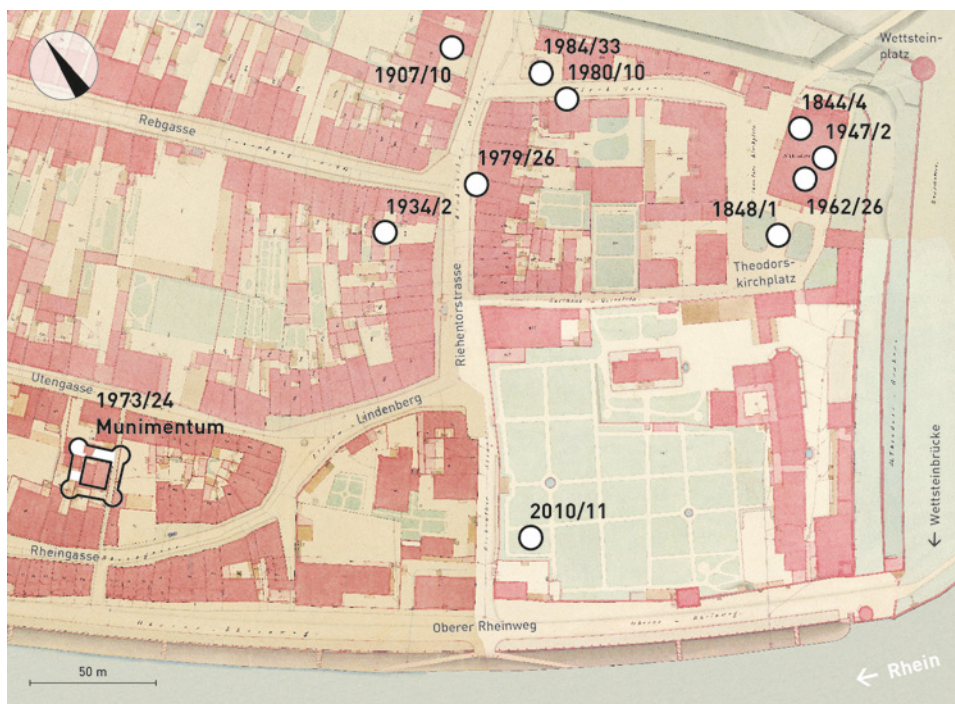 1984/33
Wettstein-
platz
1907/10
1980/10
1844/4
1947/2
Rebgasse
1979/26
1934/2
1848/1
1962/26
Theodors-
kirchplatz
Riehentorstrasse
Utengasse
1973/24
Munimentum
Lindenberg
2010/11
Wettsteinbrücke
Rheingasse
Oberer Rheinweg
50 m
← Rhein